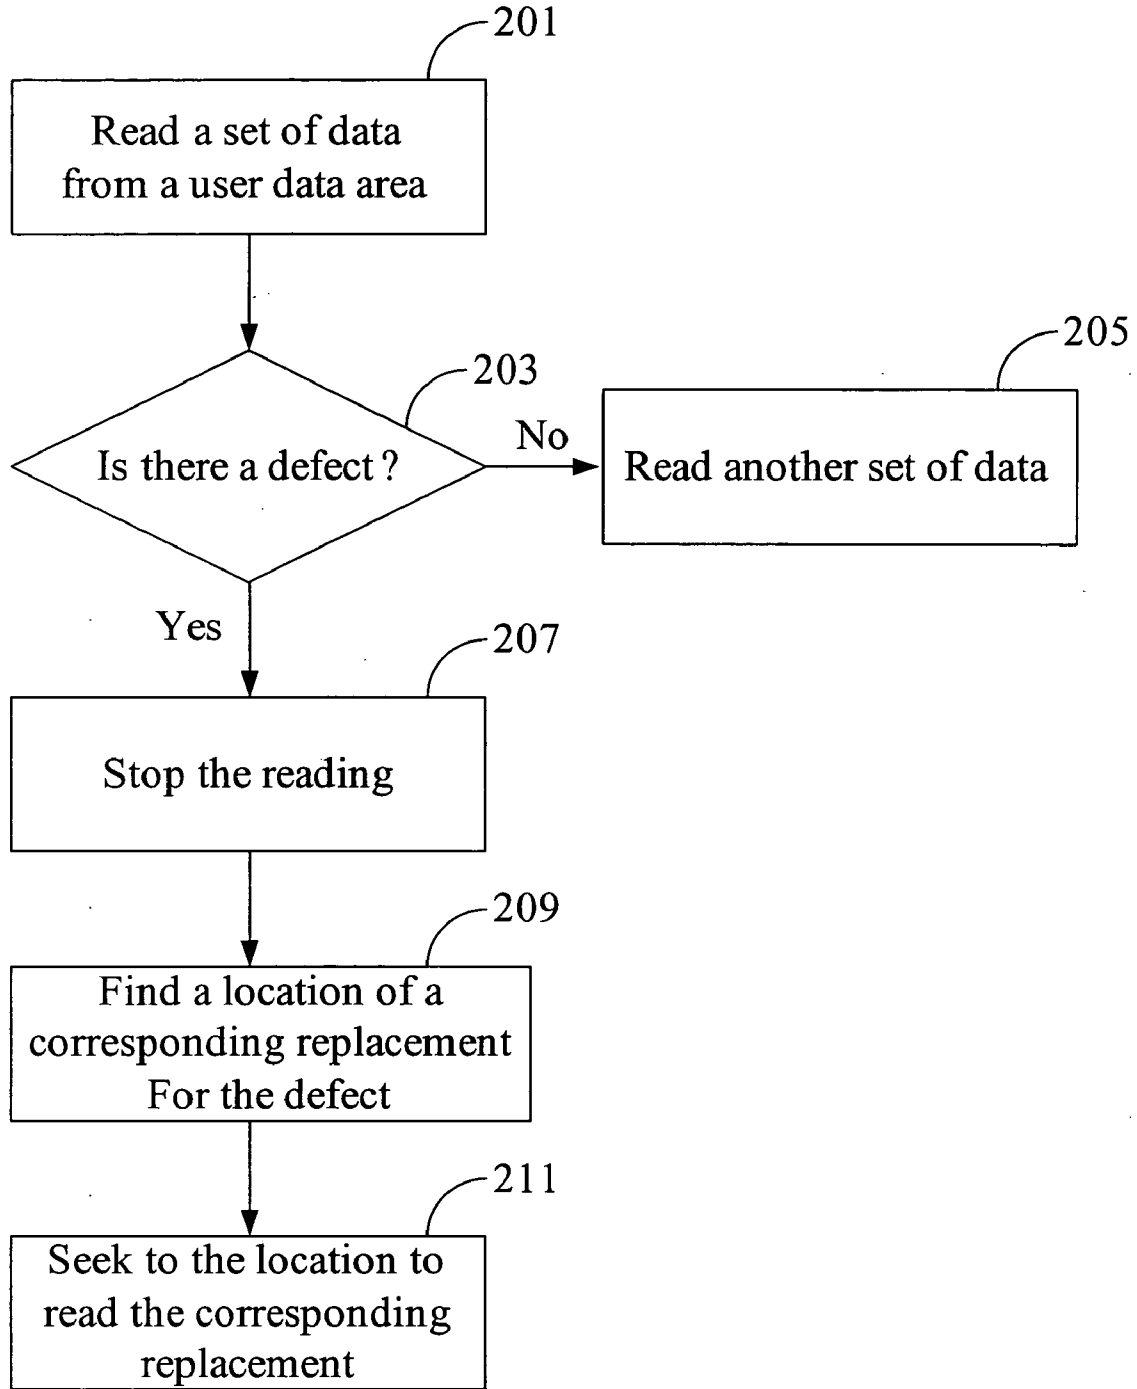 201
Read a set of data
from a user data area
205
203
No
Is there a defect ?
Read another set of data
Yes
207
Stop the reading
209
Find a location of a
corresponding replacement
For the defect
211
Seek to the location to
read the corresponding
replacement